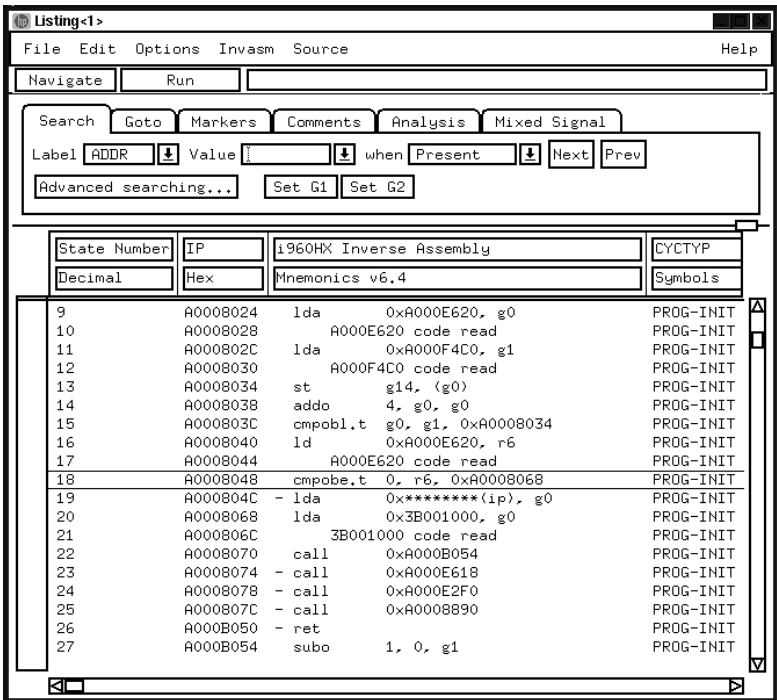 hp Listing<1>
File Edit Options Invasm Source Help
Navigate Run
Search Goto Markers Comments Analysis Mixed Signal
Label ADDR Value when Present Next Prev
Advanced searching... Set G1 Set G2
State Number IP i960HX Inverse Assembly CYCTYP
Decimal Hex Mnemonics v6.4 Symbols
9 A0008024 lda 0xA000E620, g0 PROG-INIT
10 A0008028 A000E620 code read PROG-INIT
11 A000802C lda 0xA000F4C0, g1 PROG-INIT
12 A0008030 A000F4C0 code read PROG-INIT
13 A0008034 st g14, (g0) PROG-INIT
14 A0008038 addo 4, g0, g0 PROG-INIT
15 A000803C cmpobl.t g0, g1, 0xA0008034 PROG-INIT
16 A0008040 ld 0xA000E620, r6 PROG-INIT
17 A0008044 A000E620 code read PROG-INIT
18 A0008048 cmpobe.t 0, r6, 0xA0008068 PROG-INIT
19 A000804C - lda 0x********(ip), g0 PROG-INIT
20 A0008068 lda 0x3B001000, g0 PROG-INIT
21 A000806C 3B001000 code read PROG-INIT
22 A0008070 call 0xA000B054 PROG-INIT
23 A0008074 - call 0xA000E618 PROG-INIT
24 A0008078 - call 0xA000E2F0 PROG-INIT
25 A000807C - call 0xA0008890 PROG-INIT
26 A000B050 - ret PROG-INIT
27 A000B054 subo 1, 0, g1 PROG-INIT